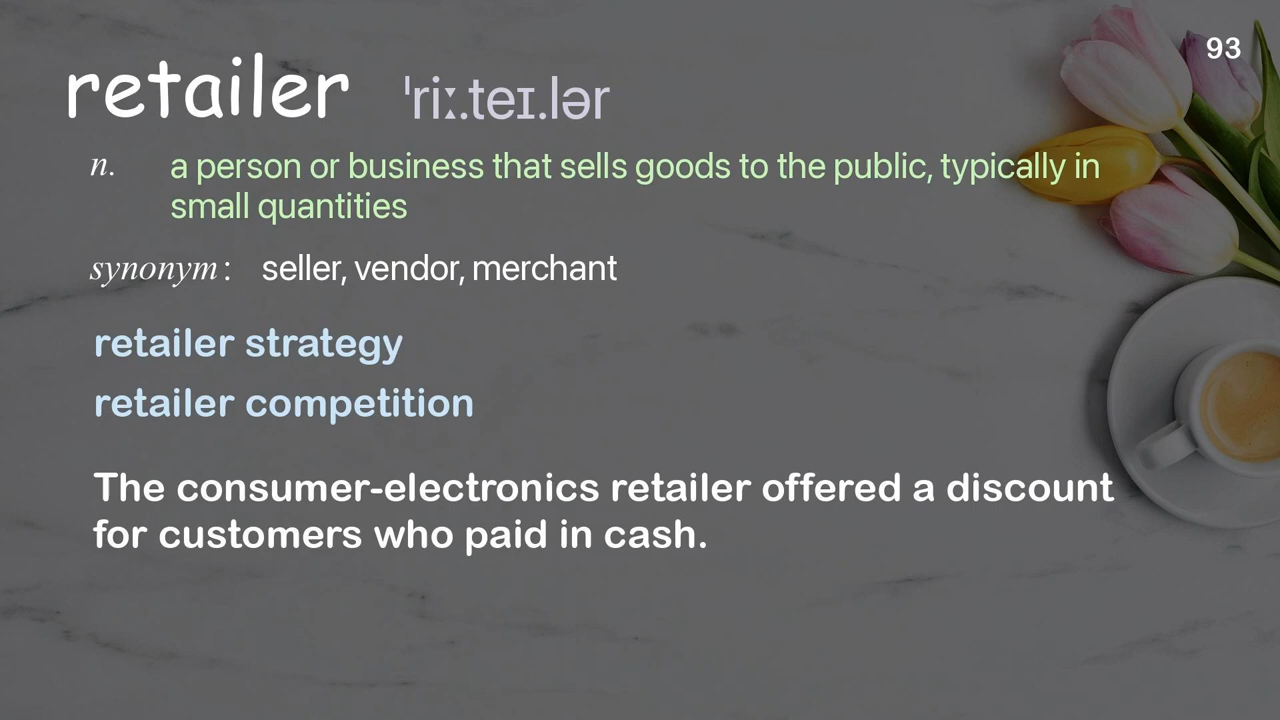 93
retailer ˈriː.teɪ.lər
n. a person or business that sells goods to the public, typically in
small quantities
synonym: seller, vendor, merchant
retailer strategy
retailer competition
The consumer-electronics retailer offered a discount
for customers who paid in cash.